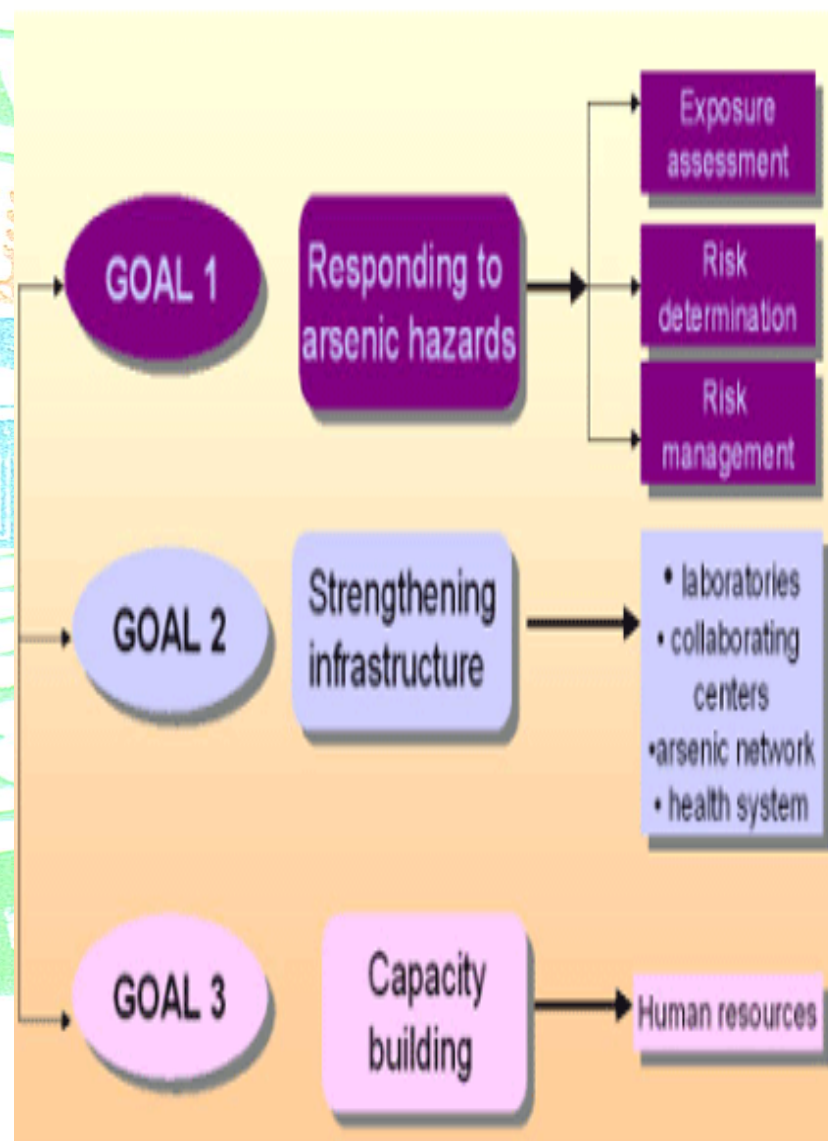 GOAL 1
Responding to
arsenic hazards
Exposure
assessment
Risk
determination
Risk
management
GOAL 2
Strengthening
infrastructure
• laboratories
• collaborating
centers
•arsenic network
• health system
GOAL 3
Capacity
building
Human resources